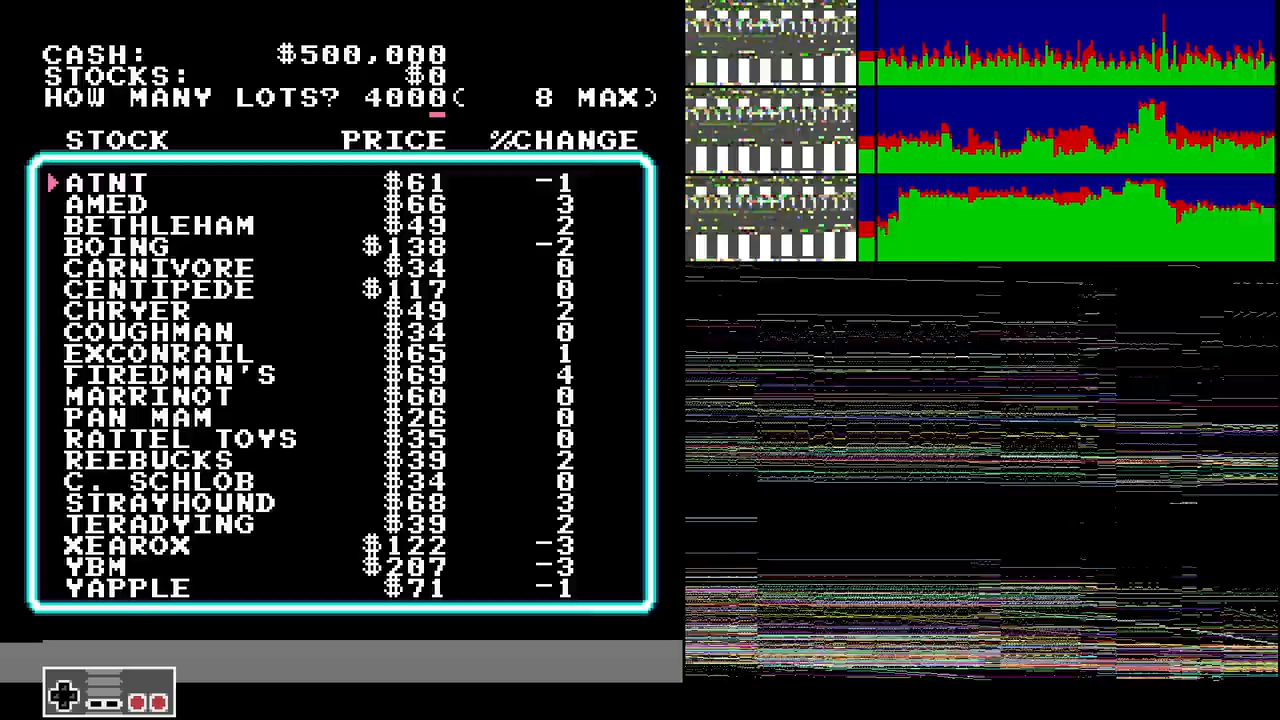 CASH: $500,000
STOCKS: $0
HOW MANY LOTS? 4000( 8 MAX)
STOCK PRICE %CHANGE
ATNT $61 -1
AMED $66 3
BETHLEHAM $49 2
BOING $138 -2
CARNIVORE $34 0
CENTIPEDE $117 0
CHRYER $49 2
COUGHMAN $34 0
EXCONRAIL $65 1
FIREDMAN'S $69 4
MARRINOT $60 0
PAN MAM $26 0
RATTEL TOYS $35 0
REEBUCKS $39 2
C. SCHLOB $34 0
STRAYHOUND $68 3
TERADYING $39 2
XEAROX $122 -3
YBM $207 -3
YAPPLE $71 -1